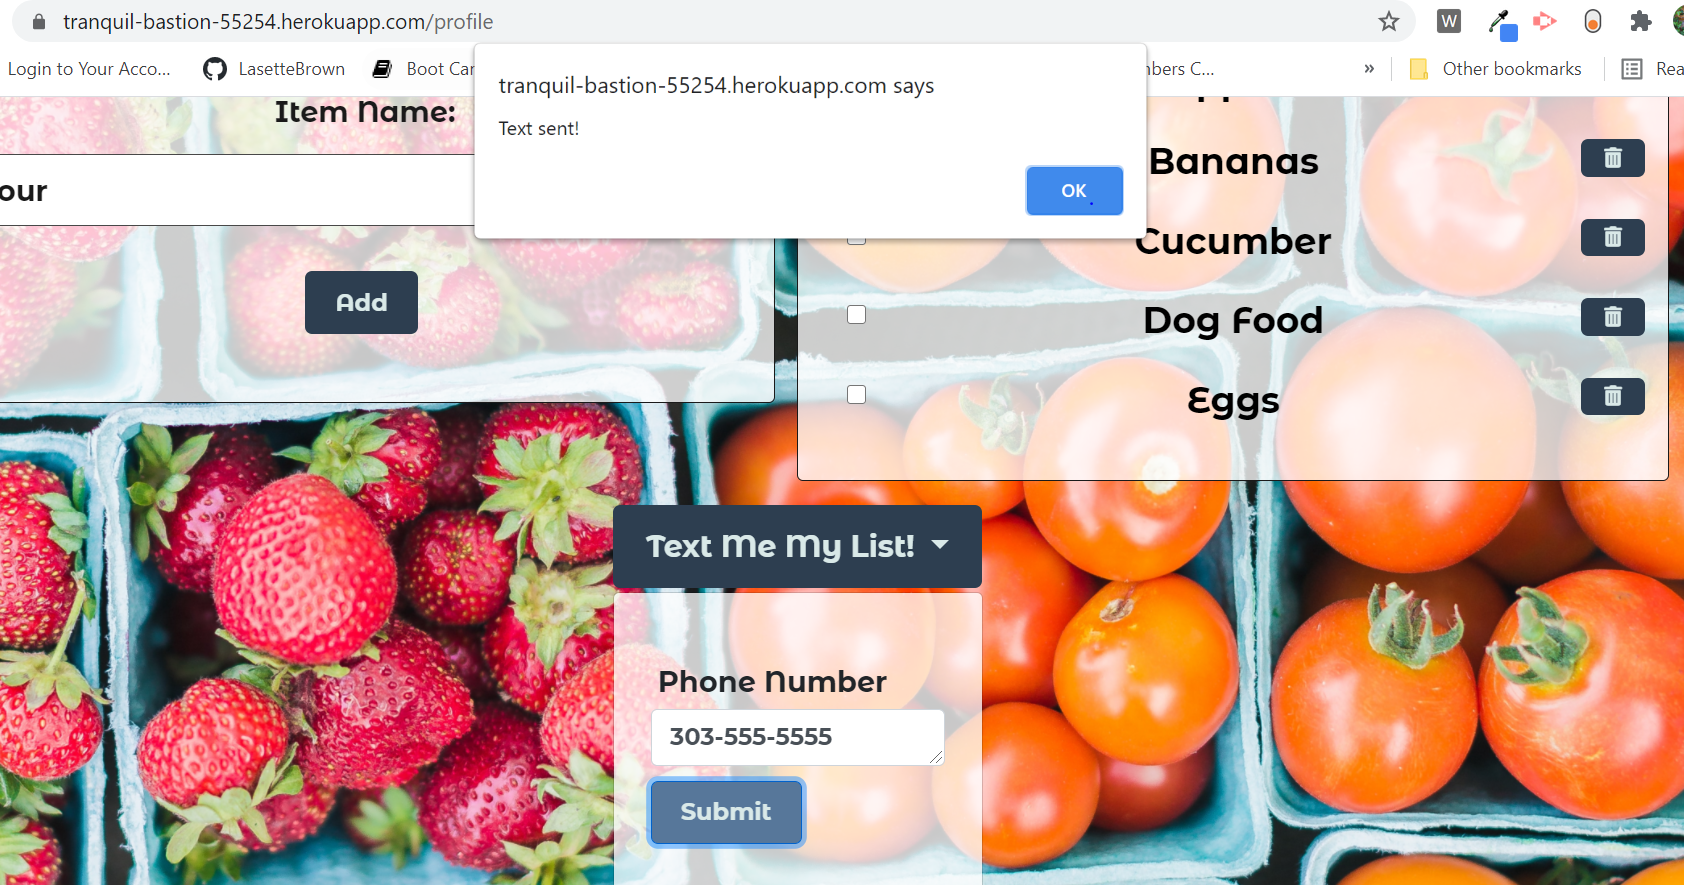 tranquil-bastion-55254.herokuapp.com/profile
W
Login to Your Acco...
LasetteBrown
Boot Car
nbers C...
»
Other bookmarks
Rea
tranquil-bastion-55254.herokuapp.com says
Text sent!
OK
Item Name:
our
Add
Bananas
Cucumber
Dog Food
Eggs
Text Me My List!
Phone Number
303-555-5555
Submit